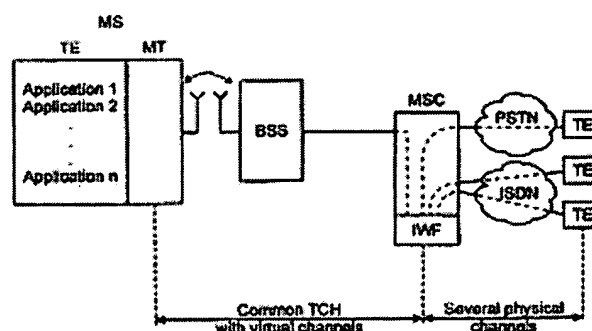 MS
TE MT
Application 1
Application 2
Application n
BSS
MSC
IWF
PSTN
ISDN
TE
TE
TE
Common TCH
with virtual channels
Several physical
channels